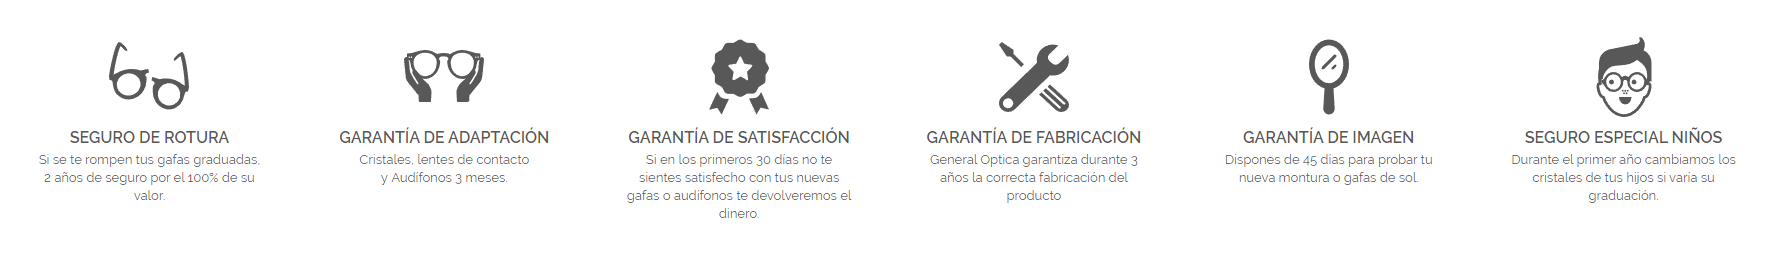 SEGURO DE ROTURA
Si se te rompen tus gafas graduadas,
2 años de seguro por el 100% de su
valor.
GARANTÍA DE ADAPTACIÓN
Cristales, lentes de contacto
y Audífonos 3 meses.
GARANTÍA DE SATISFACCIÓN
Si en los primeros 30 días no te
sientes satisfecho con tus nuevas
gafas o audífonos te devolveremos el
dinero.
GARANTÍA DE FABRICACIÓN
General Optica garantiza durante 3
años la correcta fabricación del
producto
GARANTÍA DE IMAGEN
Dispones de 45 días para probar tu
nueva montura o gafas de sol.
SEGURO ESPECIAL NIÑOS
Durante el primer año cambiamos los
cristales de tus hijos si varía su
graduación.